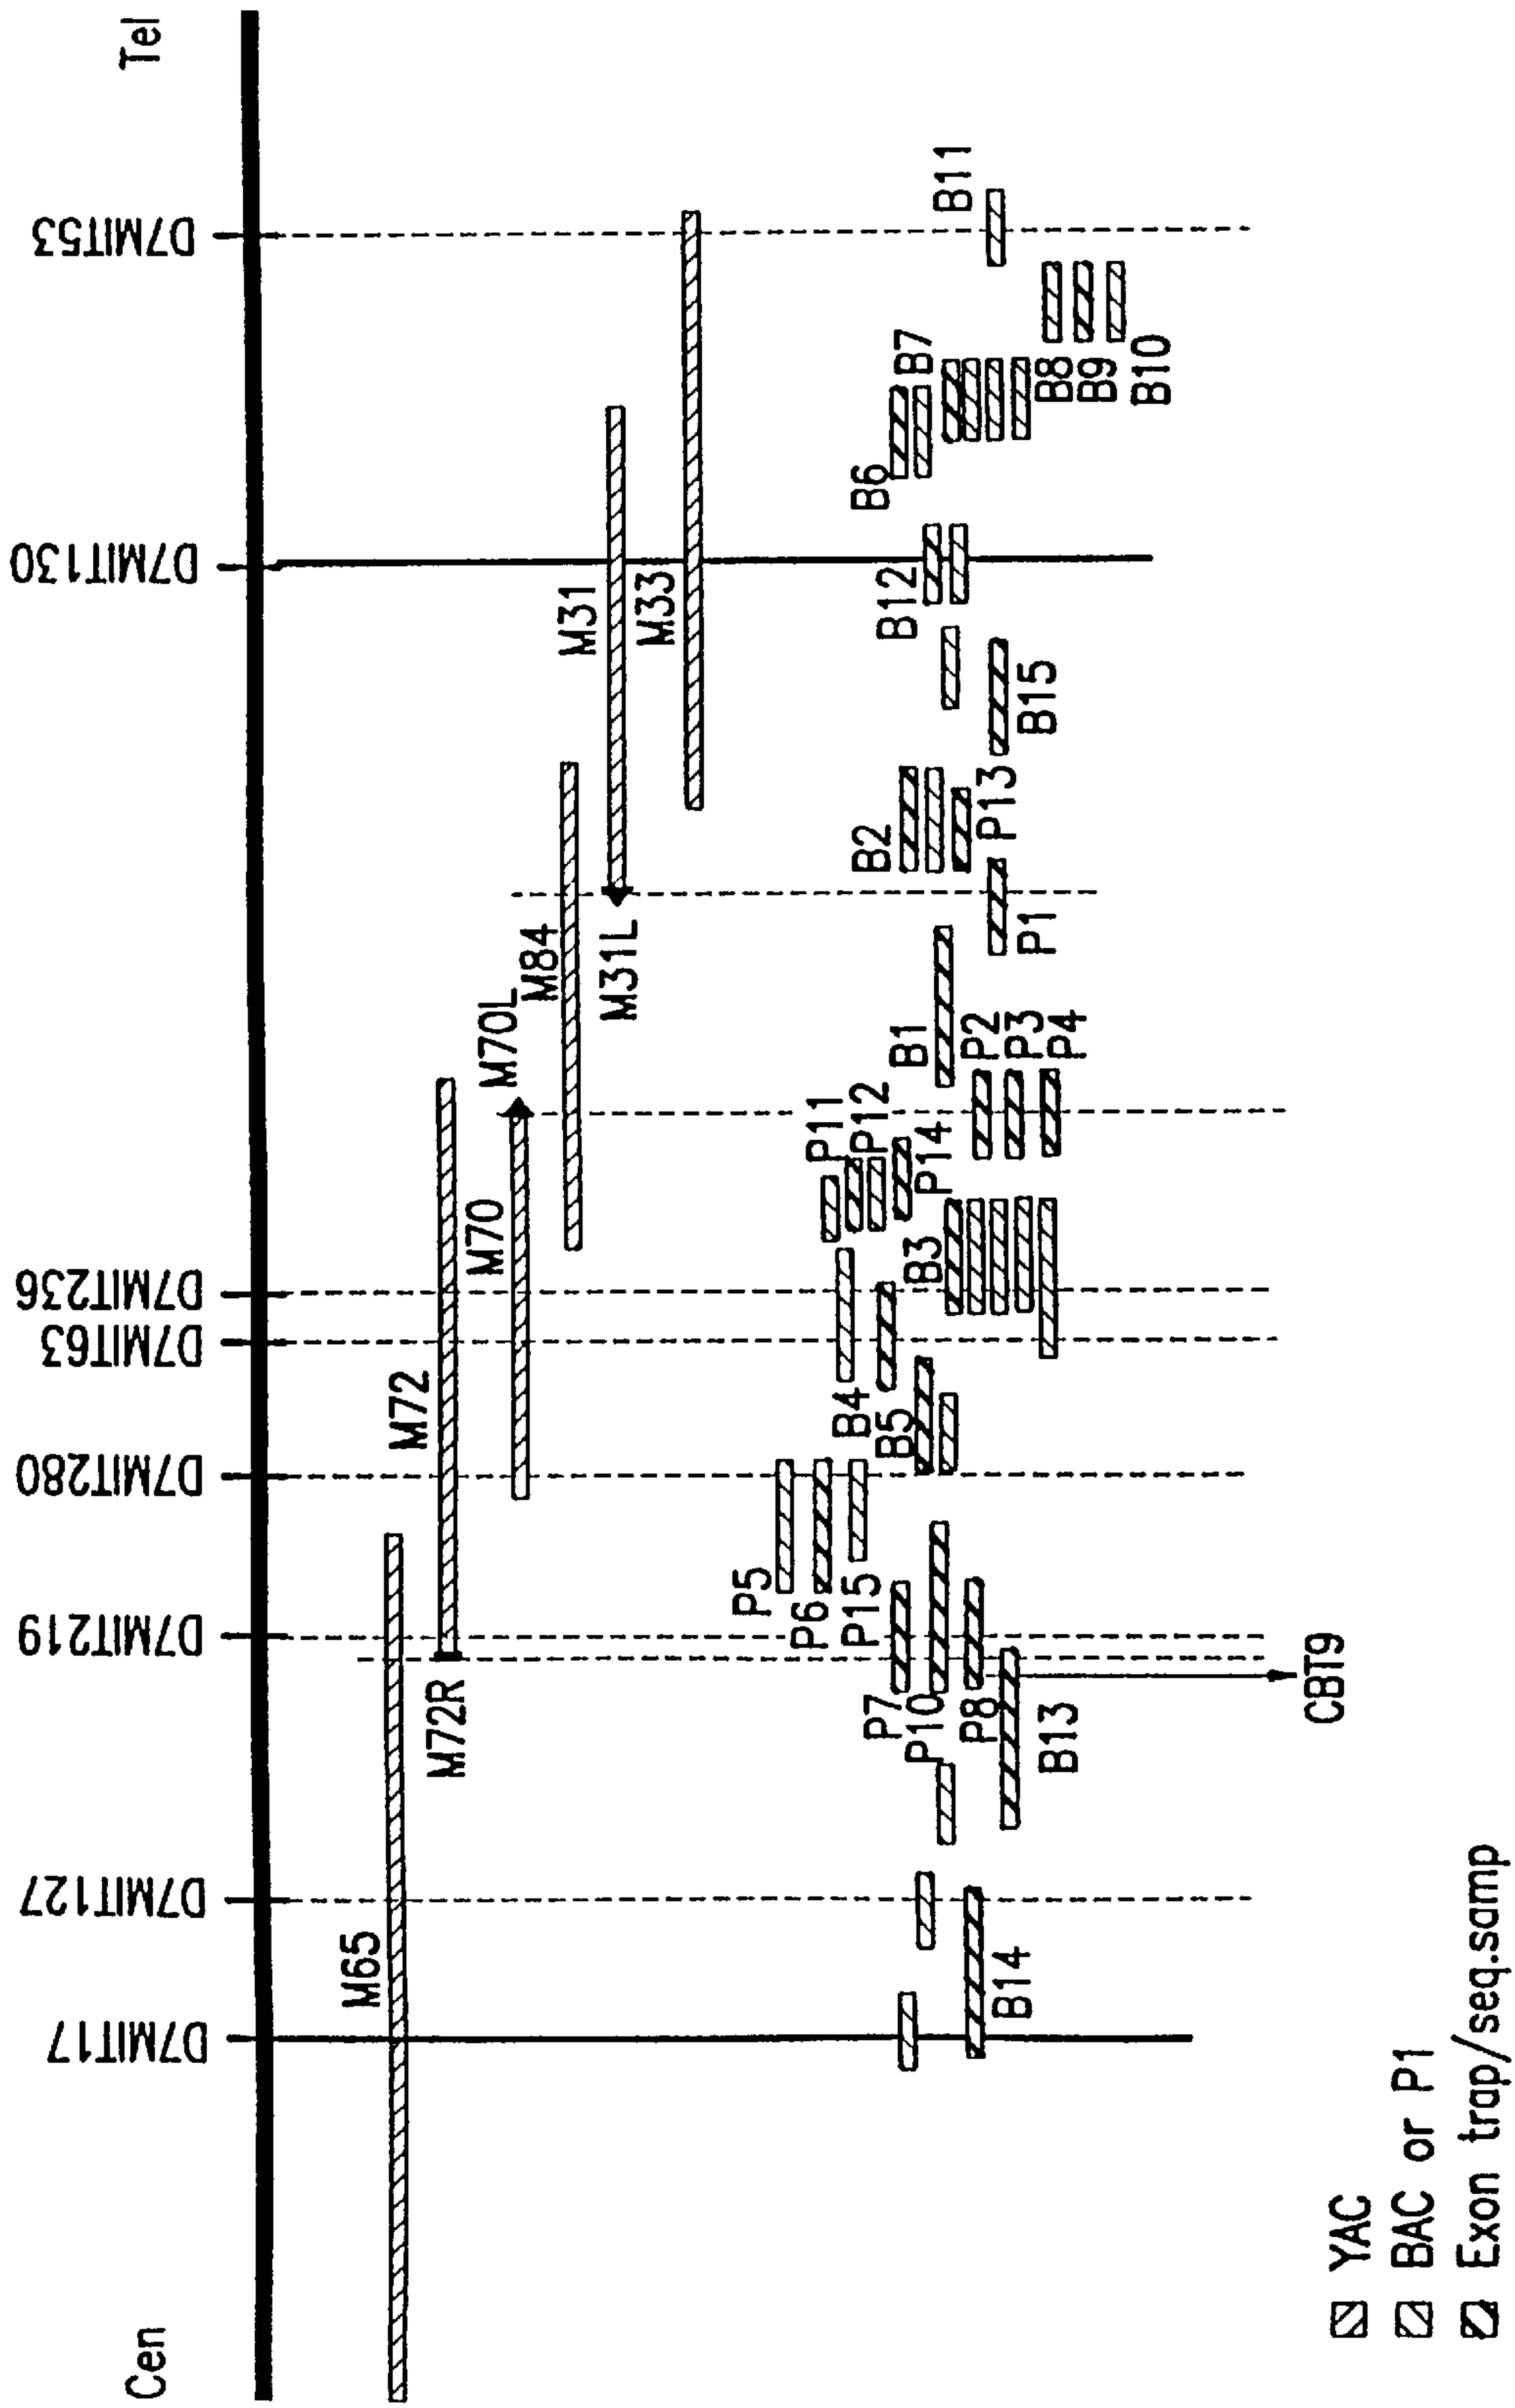 Cen
Tel
D7MIT17
D7MIT127
D7MIT219
D7MIT280
D7MIT63
D7MIT236
D7MIT130
D7MIT53
M65
M72
M72R
M70
M70L
M84
M31
M31L
M33
P5
P6
P15
P11
P12
P14
B4
B5
B3
B1
P2
P3
P4
B2
P13
P1
B12
B15
B6
B7
B8
B9
B10
B11
P7
P10
P8
B13
B14
CBT9
YAC
BAC or P1
Exon trap/seq.samp